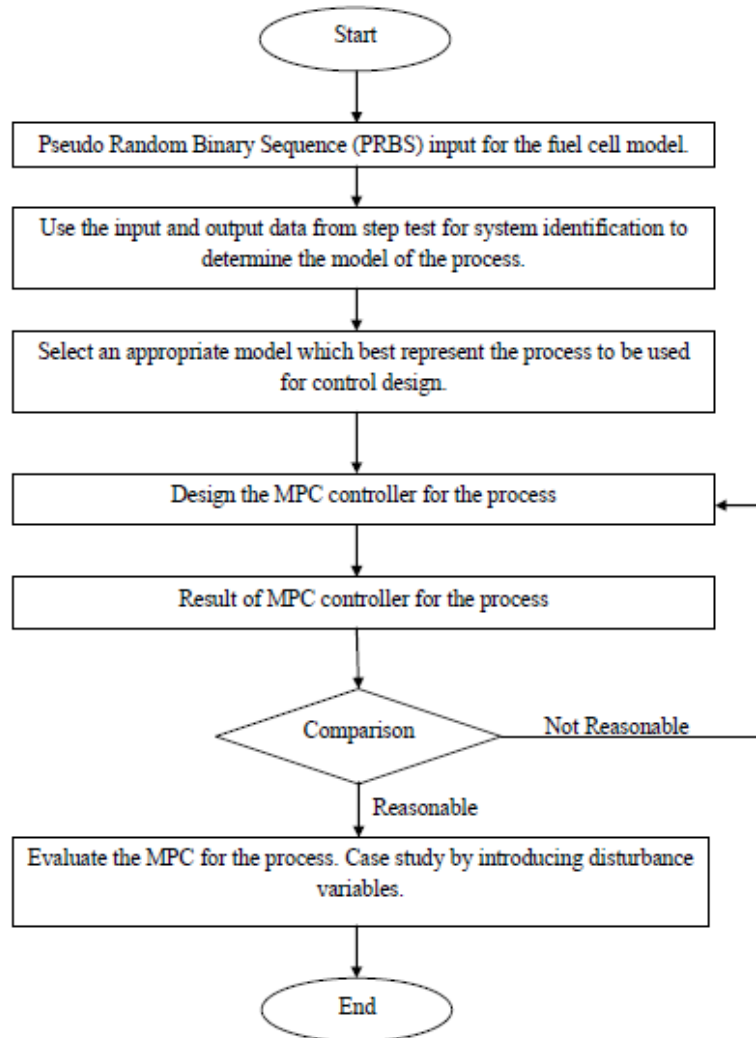 Start
Pseudo Random Binary Sequence (PRBS) input for the fuel cell model.
Use the input and output data from step test for system identification to
determine the model of the process.
Select an appropriate model which best represent the process to be used
for control design.
Design the MPC controller for the process
Result of MPC controller for the process
Comparison
Not Reasonable
Reasonable
Evaluate the MPC for the process. Case study by introducing disturbance
variables.
End